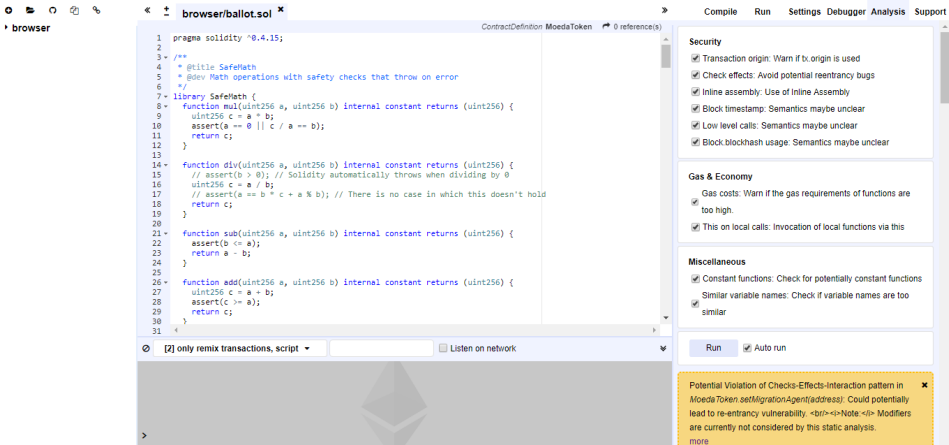 browser
browser/ballot.sol
ContractDefinition MoedaToken 0 reference(s)
1 pragma solidity ^0.4.15;
2
3 /**
4 * @title SafeMath
5 * @dev Math operations with safety checks that throw on error
6 */
7 library SafeMath {
8 function mul(uint256 a, uint256 b) internal constant returns (uint256) {
9 uint256 c = a * b;
10 assert(a == 0 || c / a == b);
11 return c;
12 }
13
14 function div(uint256 a, uint256 b) internal constant returns (uint256) {
15 // assert(b > 0); // Solidity automatically throws when dividing by 0
16 uint256 c = a / b;
17 // assert(a == b * c + a % b); // There is no case in which this doesn't hold
18 return c;
19 }
20
21 function sub(uint256 a, uint256 b) internal constant returns (uint256) {
22 assert(b <= a);
23 return a - b;
24 }
25
26 function add(uint256 a, uint256 b) internal constant returns (uint256) {
27 uint256 c = a + b;
28 assert(c >= a);
29 return c;
30 }
31
[2] only remix transactions, script
Listen on network
>
Compile Run Settings Debugger Analysis Support
Security
Transaction origin: Warn if tx.origin is used
Check effects: Avoid potential reentrancy bugs
Inline assembly: Use of Inline Assembly
Block timestamp: Semantics maybe unclear
Low level calls: Semantics maybe unclear
Block.blockhash usage: Semantics maybe unclear
Gas & Economy
Gas costs: Warn if the gas requirements of functions are
too high.
This on local calls: Invocation of local functions via this
Miscellaneous
Constant functions: Check for potentially constant functions
Similar variable names: Check if variable names are too
similar
Run Auto run
Potential Violation of Checks-Effects-Interaction pattern in
MoedaToken.setMigrationAgent(address): Could potentially
lead to re-entrancy vulnerability. <br/><i>Note:</i> Modifiers
are currently not considered by this static analysis.
more